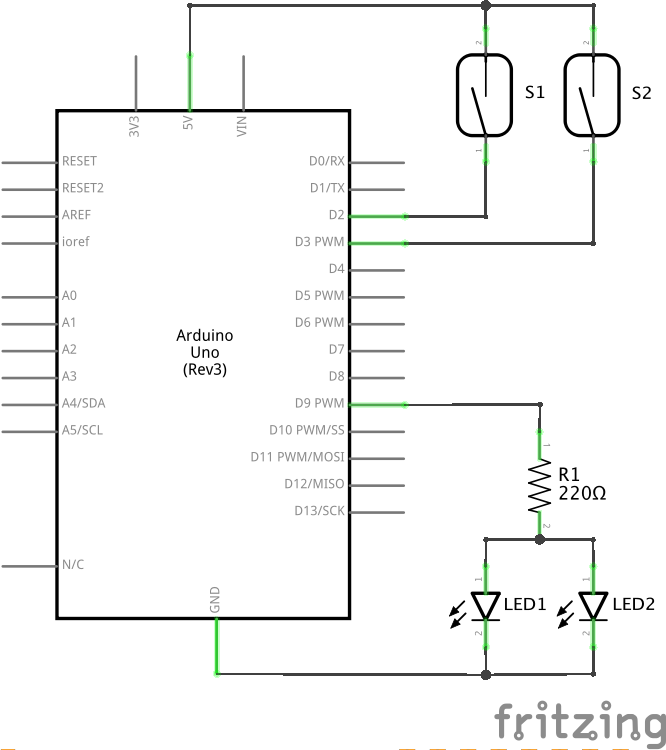 2
2
S1
S2
3V3
5V
VIN
1
1
RESET
D0/RX
RESET2
D1/TX
AREF
D2
ioref
D3 PWM
D4
A0
D5 PWM
A1
D6 PWM
Arduino
Uno
(Rev3)
A2
D7
A3
D8
A4/SDA
D9 PWM
A5/SCL
D10 PWM/SS
1
D11 PWM/MOSI
R1
220Ω
D12/MISO
D13/SCK
2
N/C
1
1
GND
LED1
LED2
2
2
fritzing